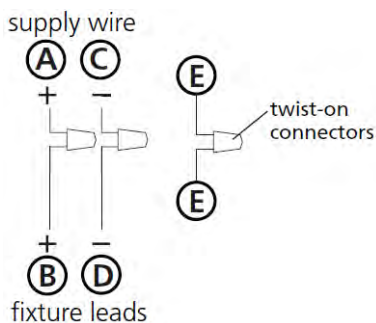 supply wire
A C
+ −
E
twist-on
connectors
E
+ −
B D
fixture leads